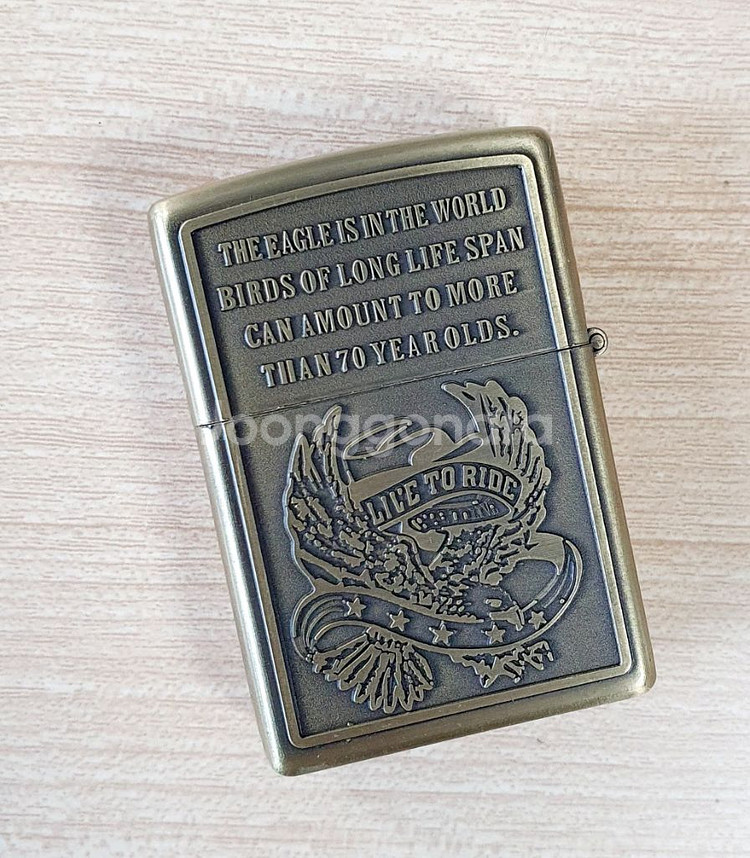 THE EAGLE IS IN THE WORLD
BIRDS OF LONG LIFE SPAN
CAN AMOUNT TO MORE
THAN 70 YEAR OLDS.
joonggonara
LIVE TO RIDE